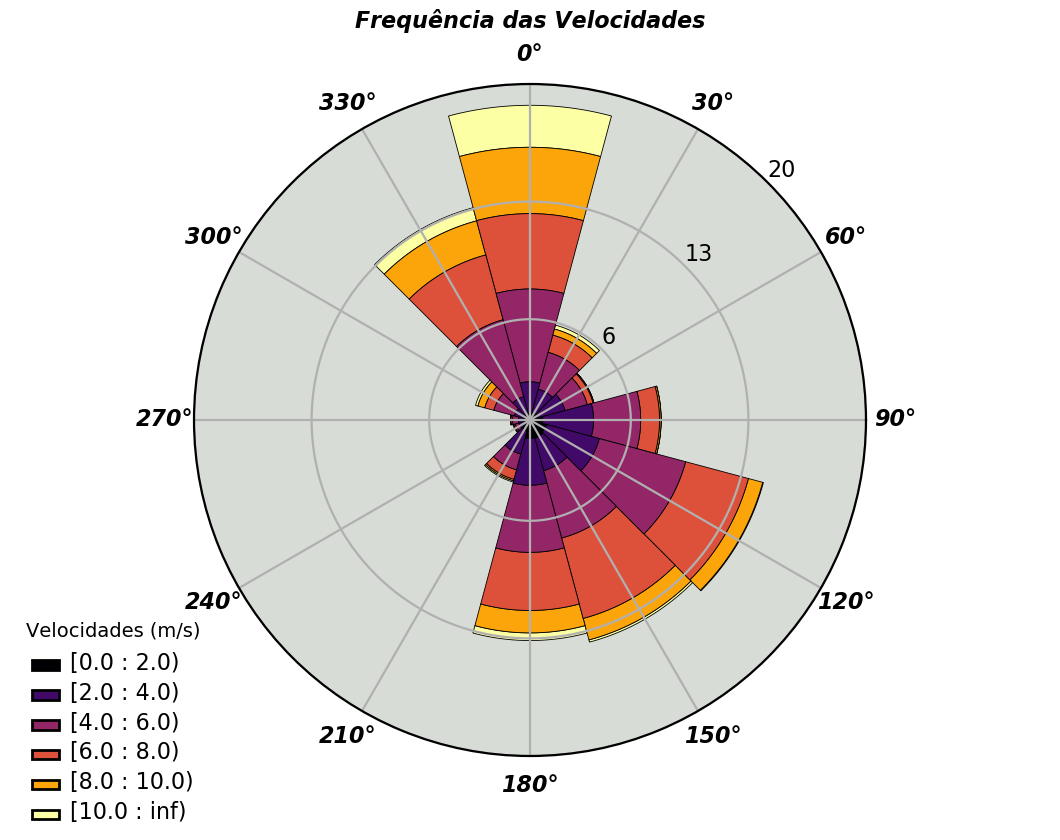 Frequência das Velocidades
0°
330°
30°
20
300°
60°
13
6
270°
90°
240°
120°
210°
150°
180°
Velocidades (m/s)
[0.0 : 2.0)
[2.0 : 4.0)
[4.0 : 6.0)
[6.0 : 8.0)
[8.0 : 10.0)
[10.0 : inf)